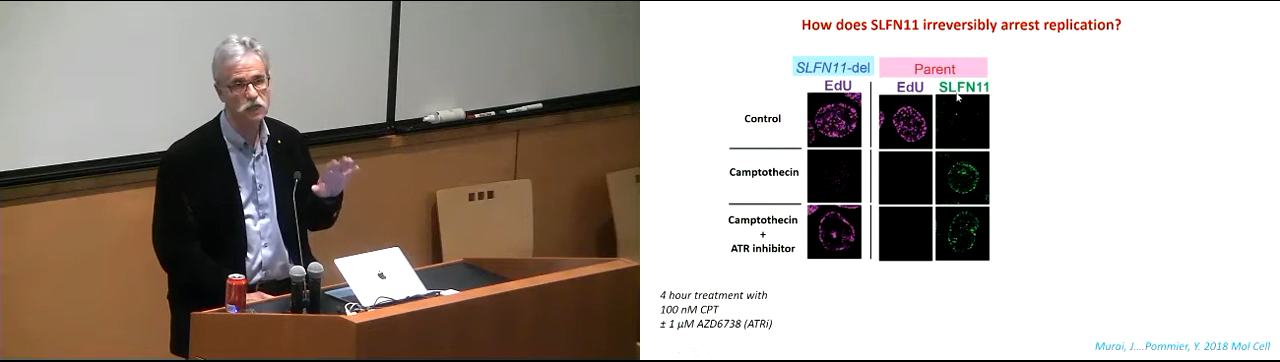 How does SLFN11 irreversibly arrest replication?
SLFN11-del
Parent
EdU
EdU
SLFN11
Control
Camptothecin
Camptothecin
+
ATR inhibitor
4 hour treatment with
100 nM CPT
± 1 µM AZD6738 (ATRi)
Murai, J....Pommier, Y. 2018 Mol Cell